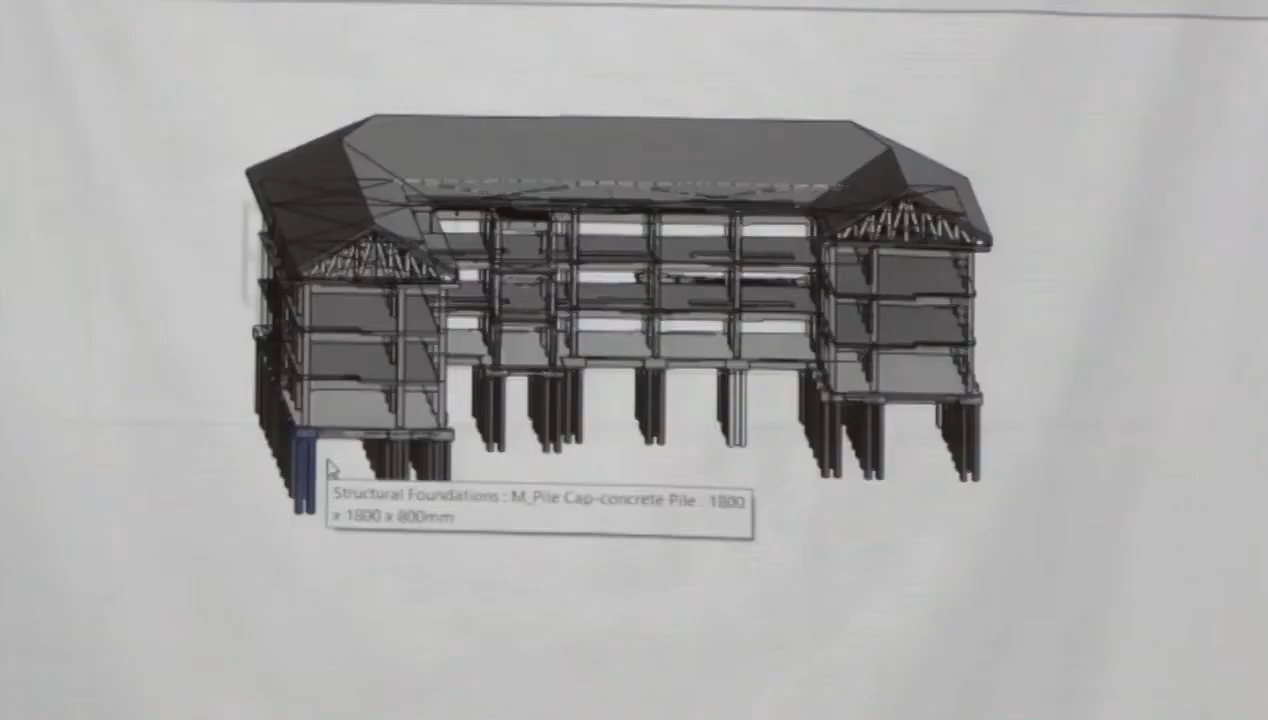 Structural Foundations : M_Pile Cap-concrete Pile : 1800
x 1800 x 800mm